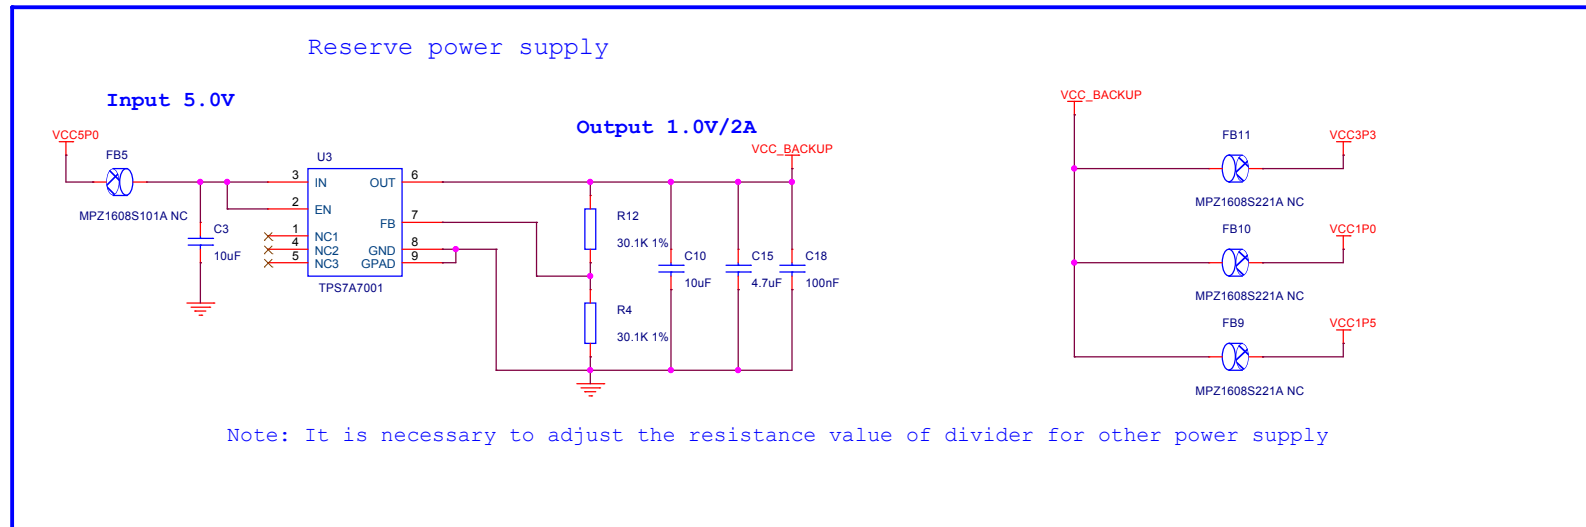 Reserve power supply
Input 5.0V
Output 1.0V/2A
VCC5P0
FB5
MPZ1608S101A NC
C3
10uF
U3
3
IN
2
EN
1
NC1
4
NC2
5
NC3
OUT
6
FB
7
GND
8
GPAD
9
TPS7A7001
VCC_BACKUP
R12
30.1K 1%
R4
30.1K 1%
C10
10uF
C15
4.7uF
C18
100nF
VCC_BACKUP
FB11
VCC3P3
MPZ1608S221A NC
FB10
VCC1P0
MPZ1608S221A NC
FB9
VCC1P5
MPZ1608S221A NC
Note: It is necessary to adjust the resistance value of divider for other power supply